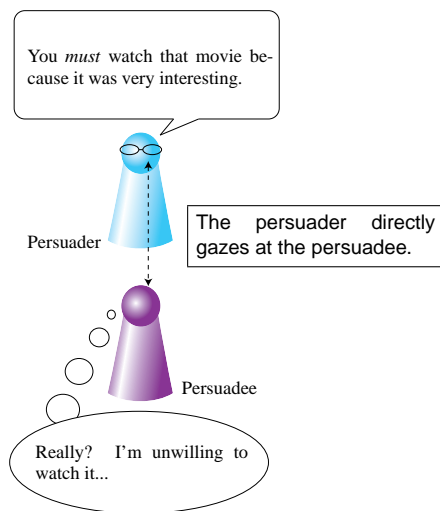 You must watch that movie be-
cause it was very interesting.
Persuader
The persuader directly
gazes at the persuadee.
Persuadee
Really? I'm unwilling to
watch it...